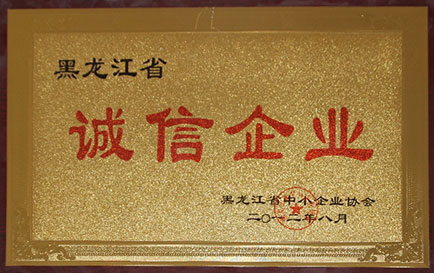 黑龙江省
诚信企业
黑龙江省中小企业协会
二〇一二年八月